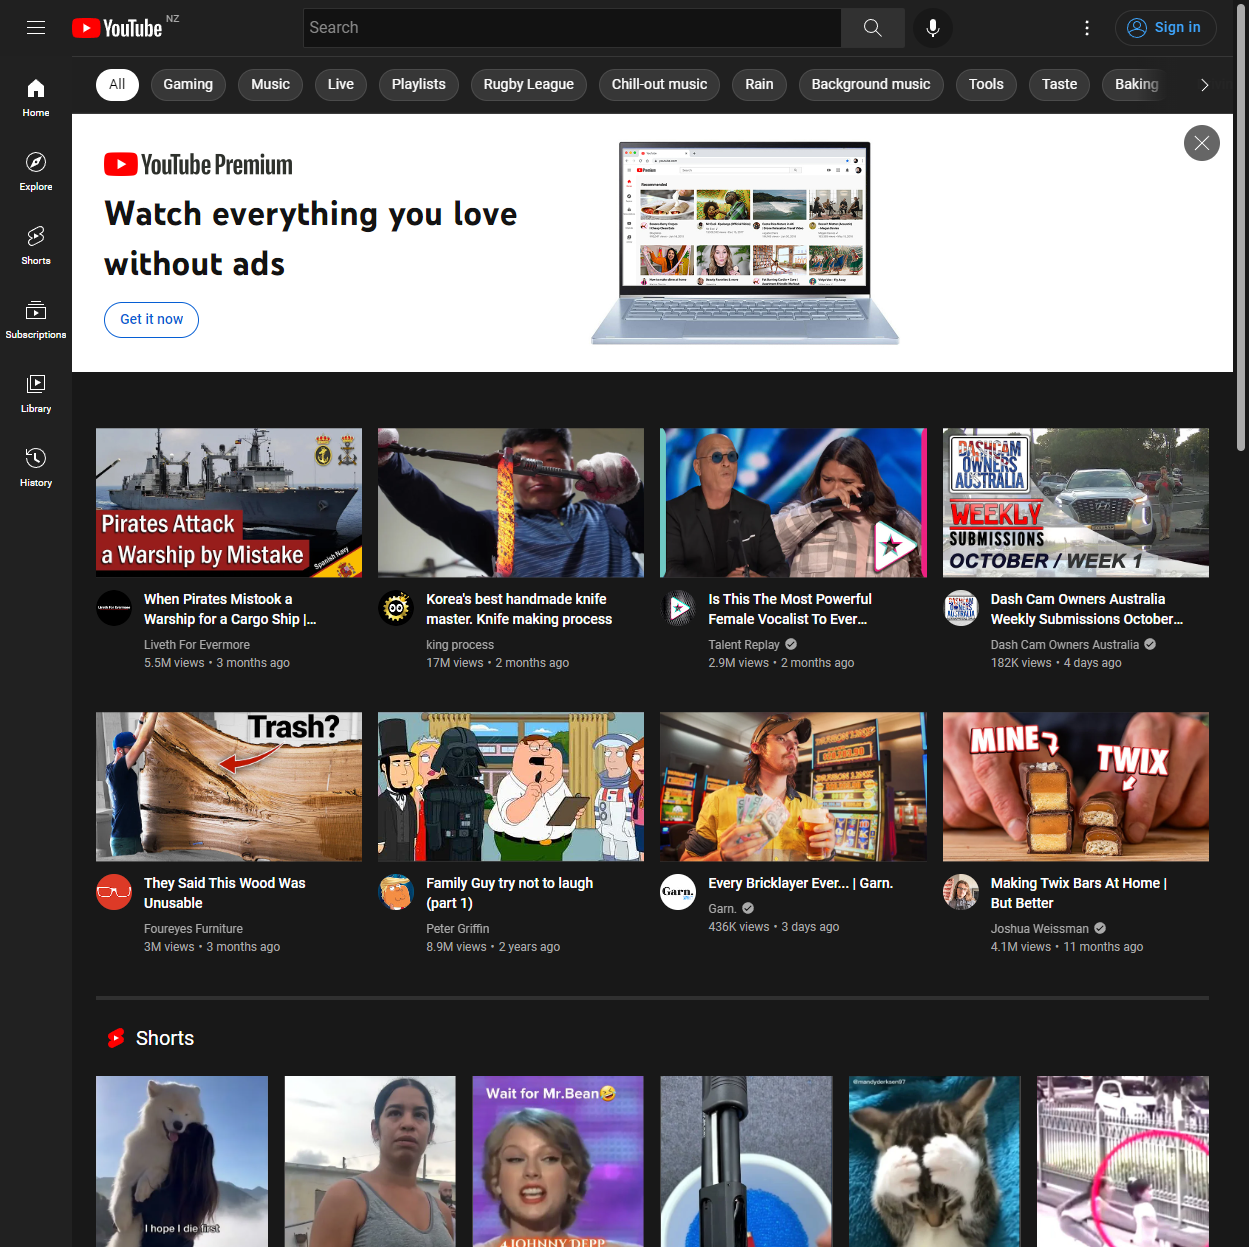 YouTube NZ
Search
Sign in
Home
Explore
Shorts
Subscriptions
Library
History
All
Gaming
Music
Live
Playlists
Rugby League
Chill-out music
Rain
Background music
Tools
Taste
Baking
YouTube Premium
Watch everything you love
without ads
Get it now
Pirates Attack
a Warship by Mistake
Spanish Navy
When Pirates Mistook a
Warship for a Cargo Ship |...
Liveth For Evermore
5.5M views • 3 months ago
Korea's best handmade knife
master. Knife making process
king process
17M views • 2 months ago
Is This The Most Powerful
Female Vocalist To Ever...
Talent Replay
2.9M views • 2 months ago
DASHCAM
OWNERS
AUSTRALIA
WEEKLY
SUBMISSIONS
OCTOBER / WEEK 1
Dash Cam Owners Australia
Weekly Submissions October...
Dash Cam Owners Australia
182K views • 4 days ago
Trash?
They Said This Wood Was
Unusable
Foureyes Furniture
3M views • 3 months ago
Family Guy try not to laugh
(part 1)
Peter Griffin
8.9M views • 2 years ago
DRAGON LINK
Garn.
Every Bricklayer Ever... | Garn.
Garn.
436K views • 3 days ago
MINE
TWIX
Making Twix Bars At Home |
But Better
Joshua Weissman
4.1M views • 11 months ago
Shorts
I hope I die first
Wait for Mr.Bean🤣
JOHNNY DEPP
@mandyderksen97